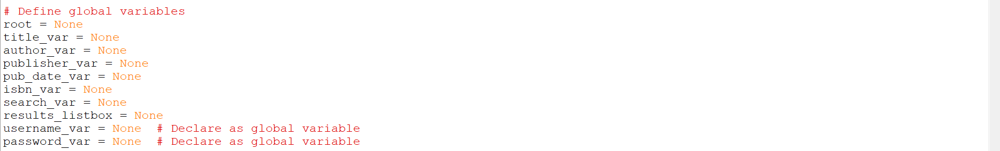 # Define global variables
root = None
title_var = None
author_var = None
publisher_var = None
pub_date_var = None
isbn_var = None
search_var = None
results_listbox = None
username_var = None  # Declare as global variable
password_var = None  # Declare as global variable